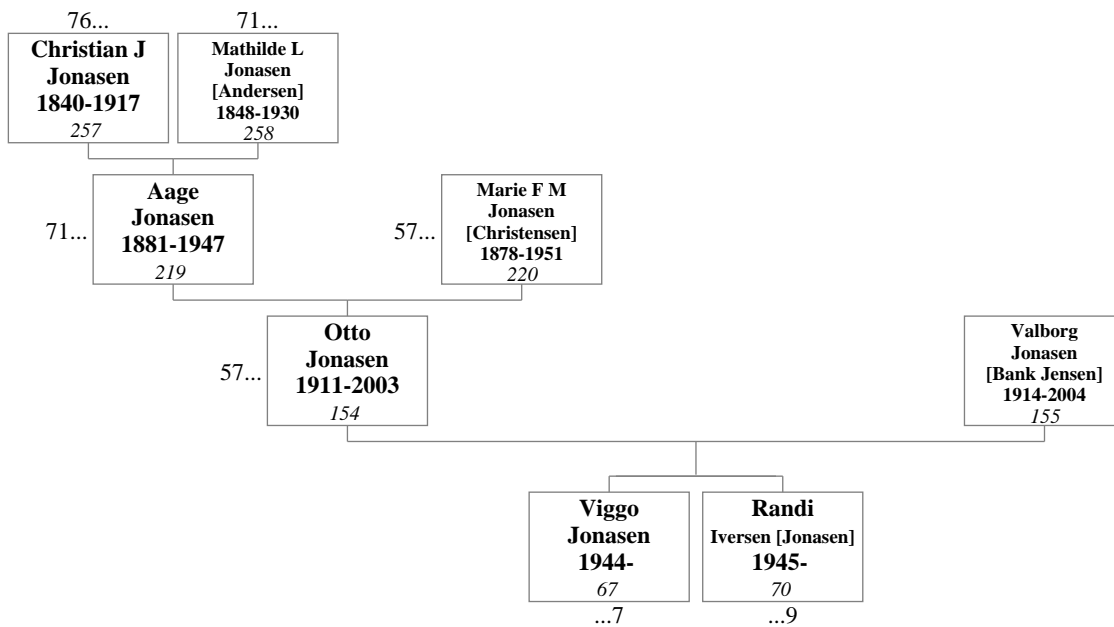 76...
71...
Christian J
Jonasen
1840-1917
257
Mathilde L
Jonasen
[Andersen]
1848-1930
258
71...
Aage
Jonasen
1881-1947
219
57...
Marie F M
Jonasen
[Christensen]
1878-1951
220
57...
Otto
Jonasen
1911-2003
154
Valborg
Jonasen
[Bank Jensen]
1914-2004
155
Viggo
Jonasen
1944-
67
...7
Randi
Iversen [Jonasen]
1945-
70
...9